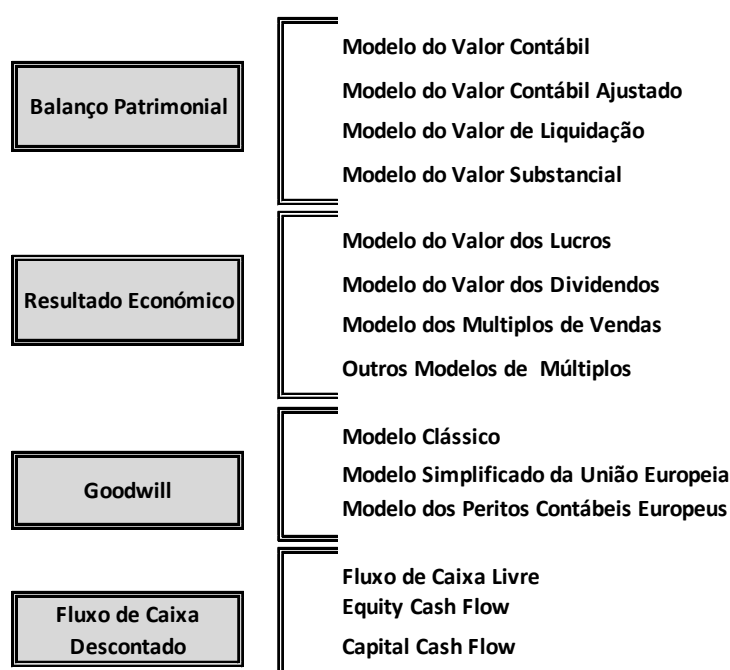 Balanço Patrimonial
Modelo do Valor Contábil
Modelo do Valor Contábil Ajustado
Modelo do Valor de Liquidação
Modelo do Valor Substancial
Resultado Económico
Modelo do Valor dos Lucros
Modelo do Valor dos Dividendos
Modelo dos Multiplos de Vendas
Outros Modelos de Múltiplos
Goodwill
Modelo Clássico
Modelo Simplificado da União Europeia
Modelo dos Peritos Contábeis Europeus
Fluxo de Caixa
Descontado
Fluxo de Caixa Livre
Equity Cash Flow
Capital Cash Flow